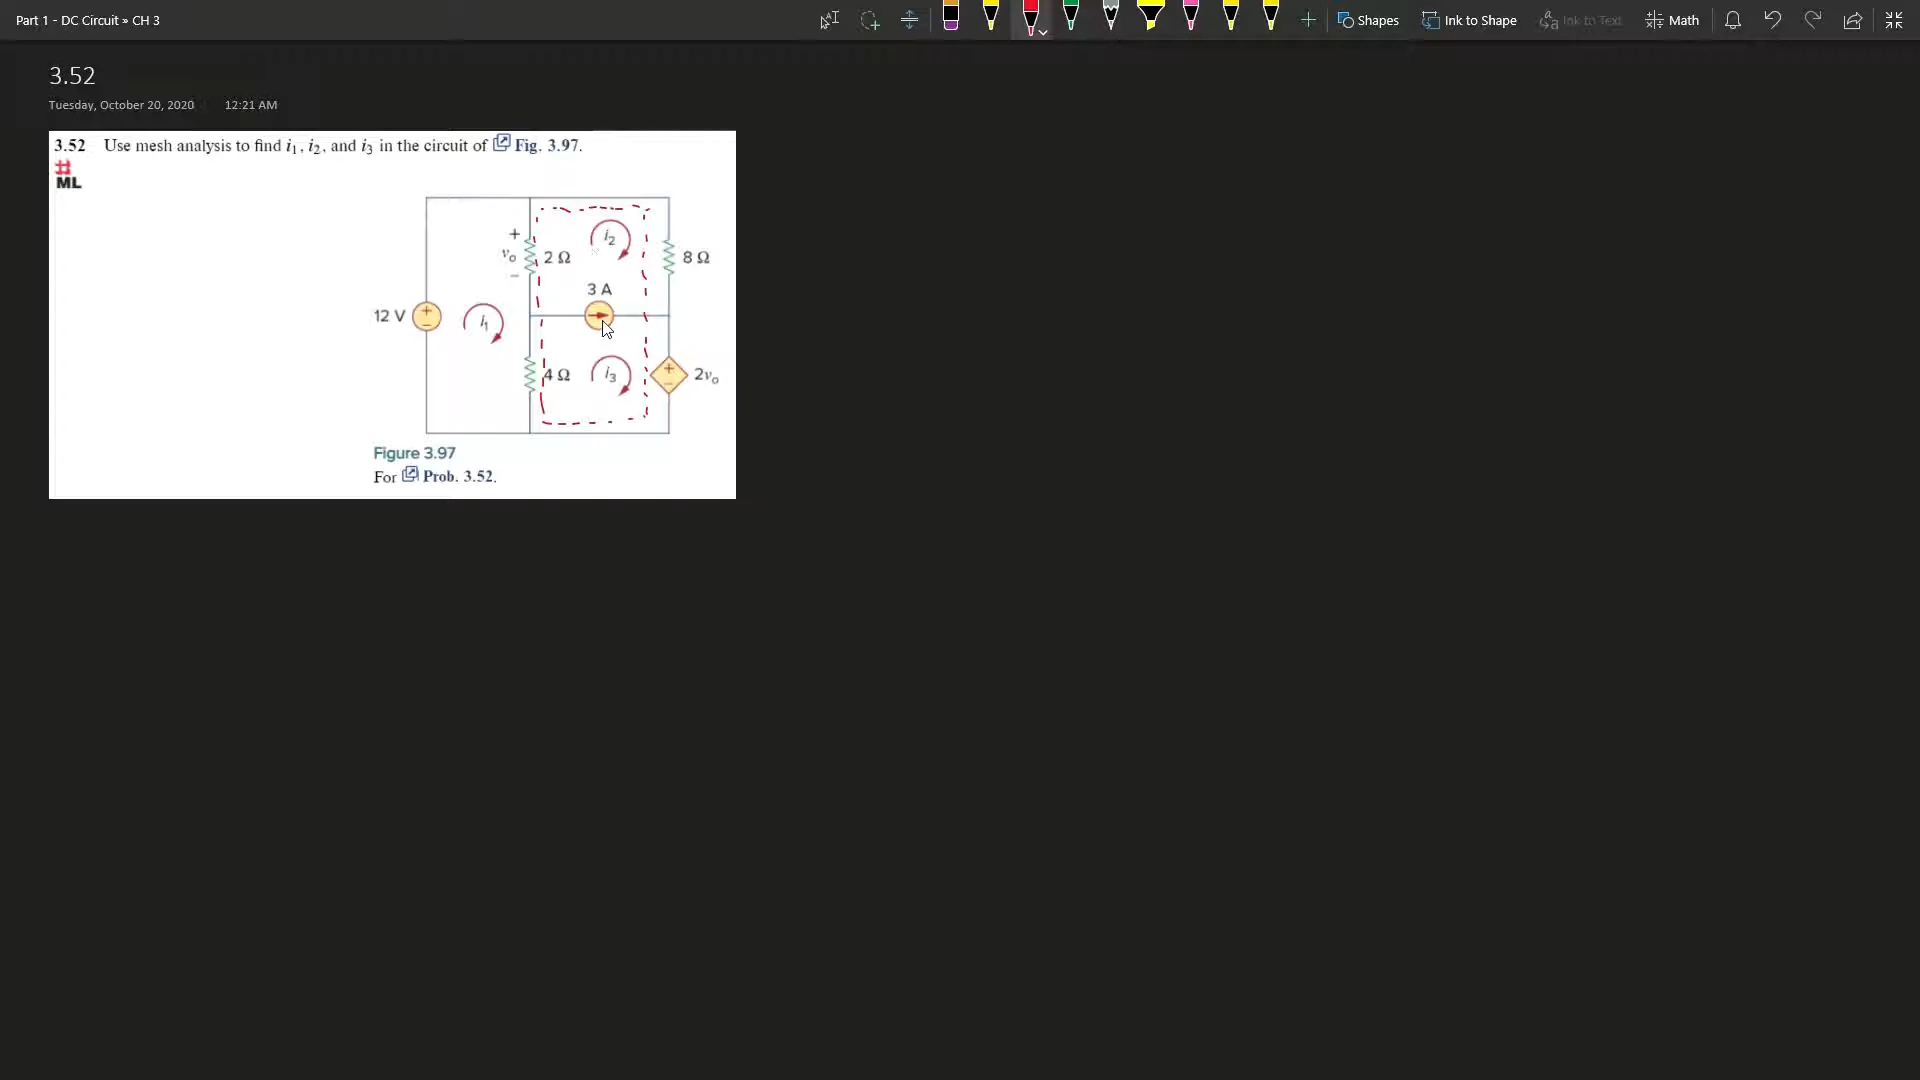 Part 1 - DC Circuit » CH 3
Shapes
Ink to Shape
Ink to Text
Math
3.52
Tuesday, October 20, 2020 12:21 AM
3.52 Use mesh analysis to find i1, i2, and i3 in the circuit of Fig. 3.97.
ML
+
i2
vo
2 Ω
8 Ω
−
3 A
12 V
+
−
i1
4 Ω
i3
+
−
2vo
Figure 3.97
For Prob. 3.52.